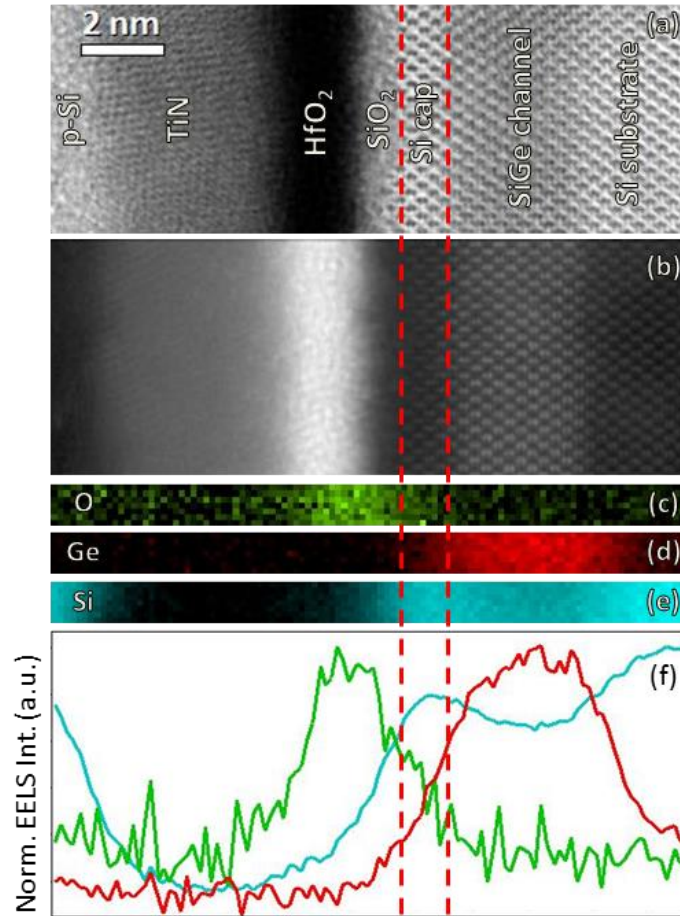 2 nm
(a)
p-Si
TiN
HfO₂
SiO₂
Si cap
SiGe channel
Si substrate
(b)
O
(c)
Ge
(d)
Si
(e)
(f)
Norm. EELS Int. (a.u.)